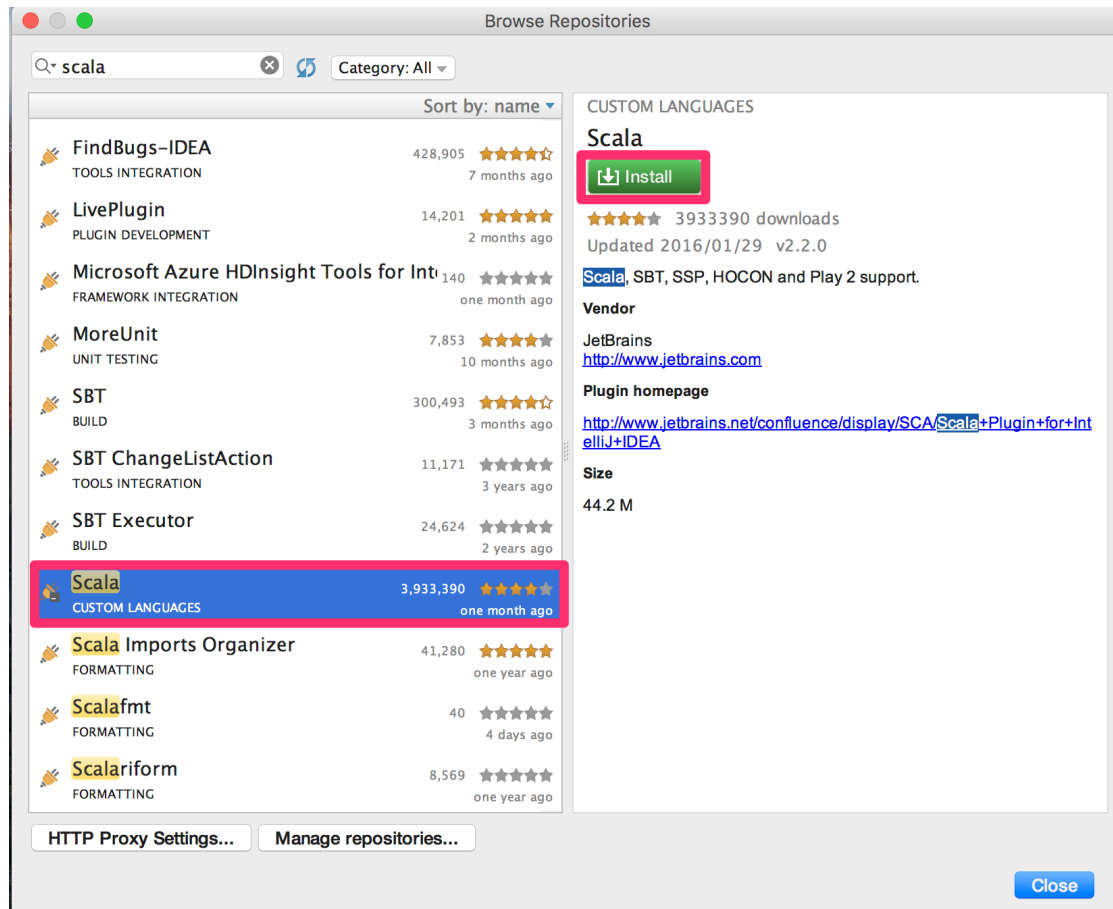 Browse Repositories
scala
Category: All
Sort by: name
FindBugs-IDEA
428,905
TOOLS INTEGRATION
7 months ago
LivePlugin
14,201
PLUGIN DEVELOPMENT
2 months ago
Microsoft Azure HDInsight Tools for Int
140
FRAMEWORK INTEGRATION
one month ago
MoreUnit
7,853
UNIT TESTING
10 months ago
SBT
300,493
BUILD
3 months ago
SBT ChangeListAction
11,171
TOOLS INTEGRATION
3 years ago
SBT Executor
24,624
BUILD
2 years ago
Scala
3,933,390
CUSTOM LANGUAGES
one month ago
Scala Imports Organizer
41,280
FORMATTING
one year ago
Scalafmt
40
FORMATTING
4 days ago
Scalariform
8,569
FORMATTING
one year ago
CUSTOM LANGUAGES
Scala
Install
3933390 downloads
Updated 2016/01/29 v2.2.0
Scala, SBT, SSP, HOCON and Play 2 support.
Vendor
JetBrains
http://www.jetbrains.com
Plugin homepage
http://www.jetbrains.net/confluence/display/SCA/Scala+Plugin+for+Int
elliJ+IDEA
Size
44.2 M
HTTP Proxy Settings...
Manage repositories...
Close